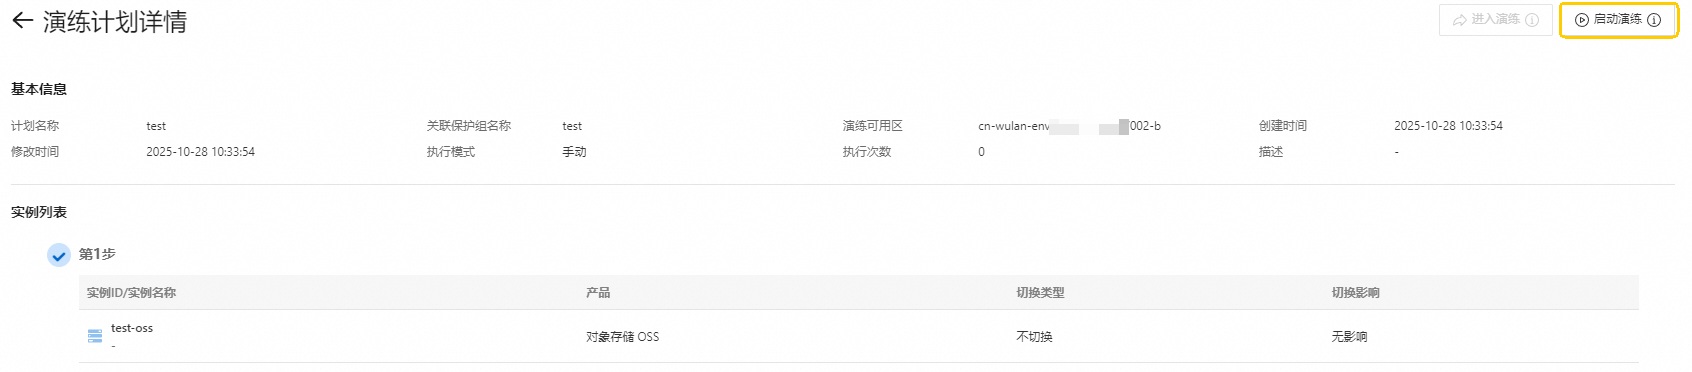 演练计划详情
进入演练 启动演练
基本信息
计划名称 test 关联保护组名称 test 演练可用区 cn-wulan-env 002-b 创建时间 2025-10-28 10:33:54
修改时间 2025-10-28 10:33:54 执行模式 手动 执行次数 0 描述 -
实例列表
第1步
实例ID/实例名称 产品 切换类型 切换影响
test-oss 对象存储 OSS 不切换 无影响
-